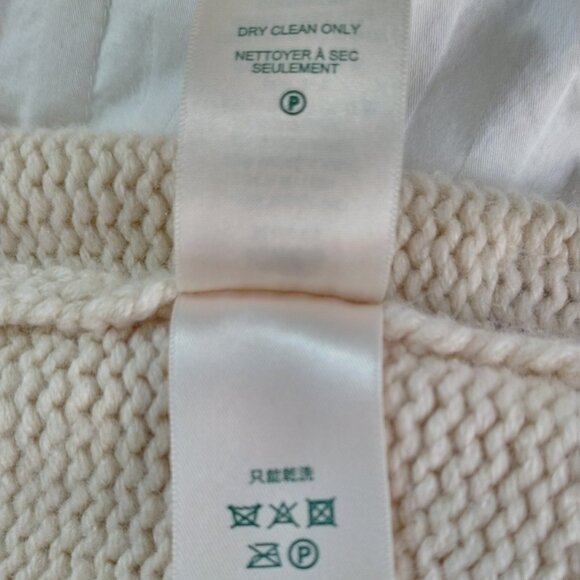 DRY CLEAN ONLY
NETTOYER À SEC
SEULEMENT
P
只能乾洗
P